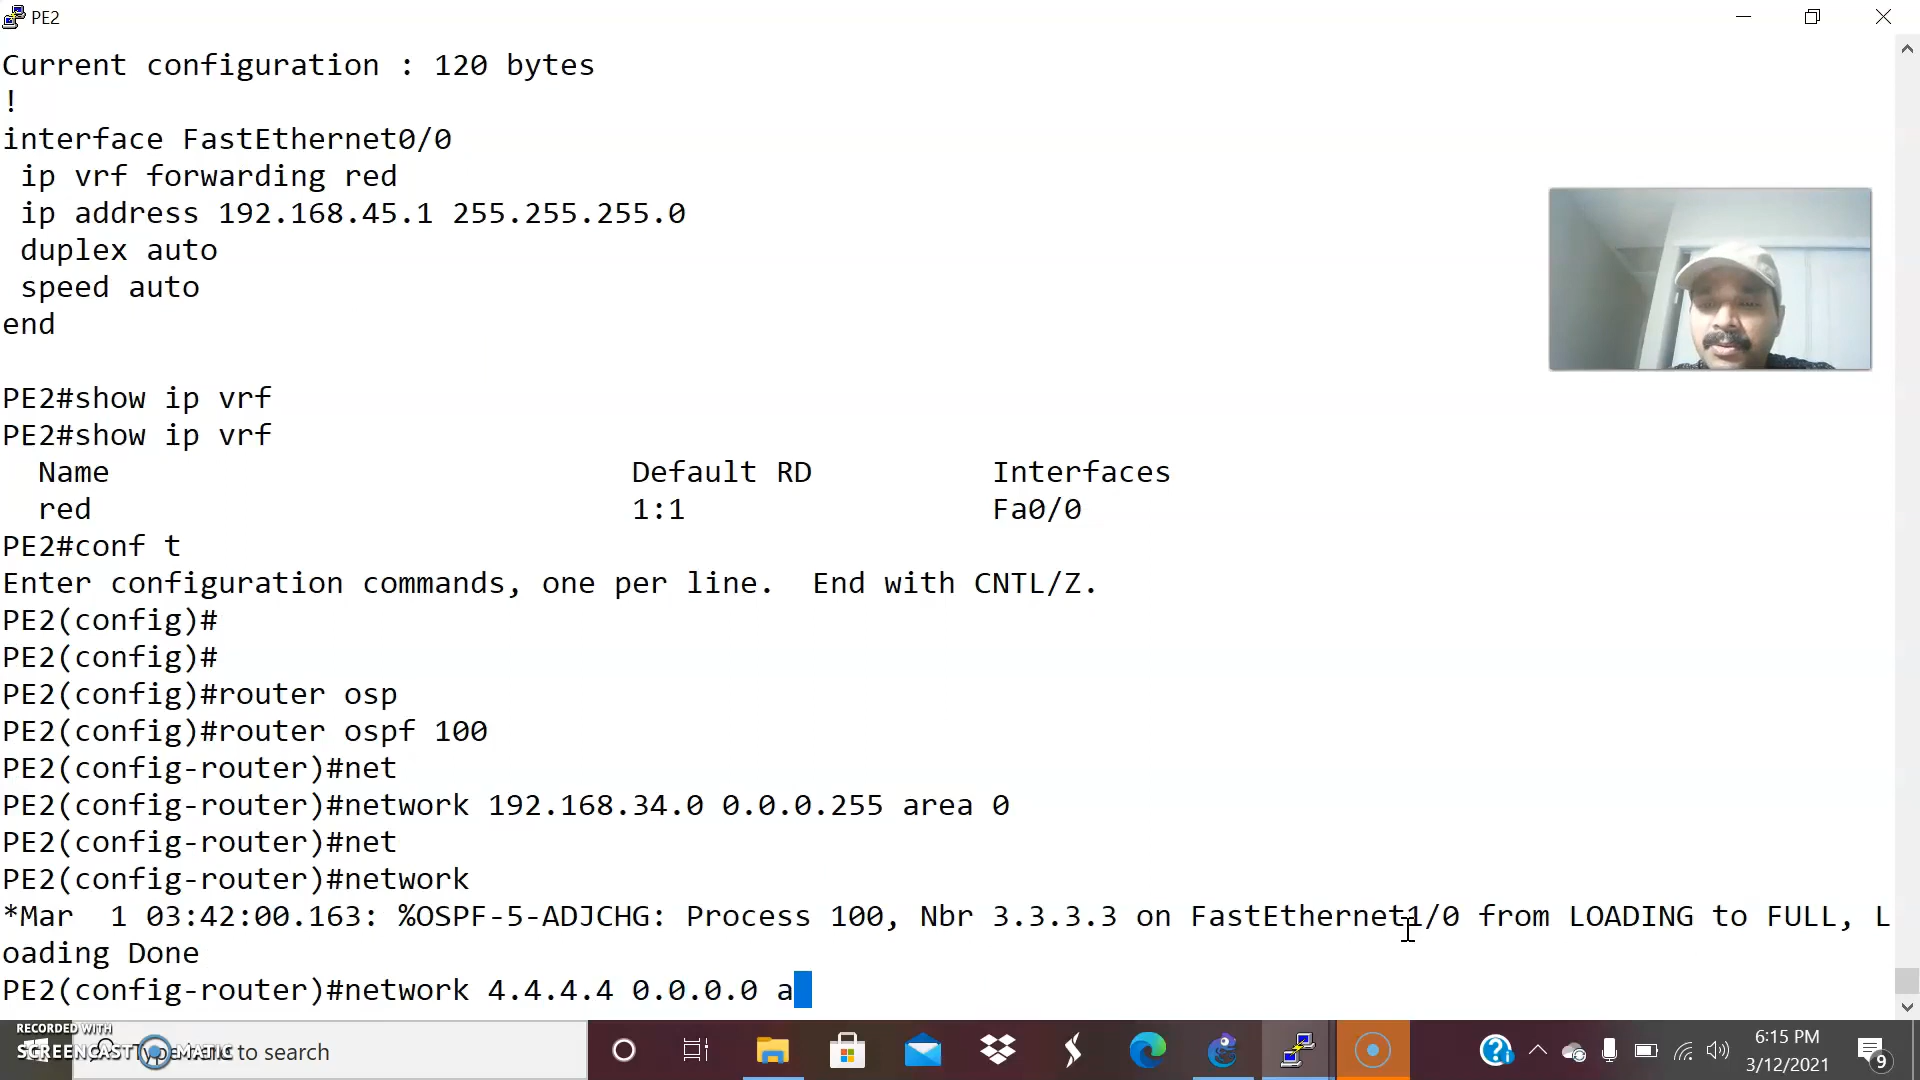 PE2
Current configuration : 120 bytes
!
interface FastEthernet0/0
ip vrf forwarding red
ip address 192.168.45.1 255.255.255.0
duplex auto
speed auto
end
PE2#show ip vrf
PE2#show ip vrf
Name Default RD Interfaces
red 1:1 Fa0/0
PE2#conf t
Enter configuration commands, one per line. End with CNTL/Z.
PE2(config)#
PE2(config)#
PE2(config)#router osp
PE2(config)#router ospf 100
PE2(config-router)#net
PE2(config-router)#network 192.168.34.0 0.0.0.255 area 0
PE2(config-router)#net
PE2(config-router)#network
*Mar 1 03:42:00.163: %OSPF-5-ADJCHG: Process 100, Nbr 3.3.3.3 on FastEthernet1/0 from LOADING to FULL, L
oading Done
PE2(config-router)#network 4.4.4.4 0.0.0.0 a
RECORDED WITH
SCREENCAST MATIC
to search
6:15 PM
3/12/2021
9